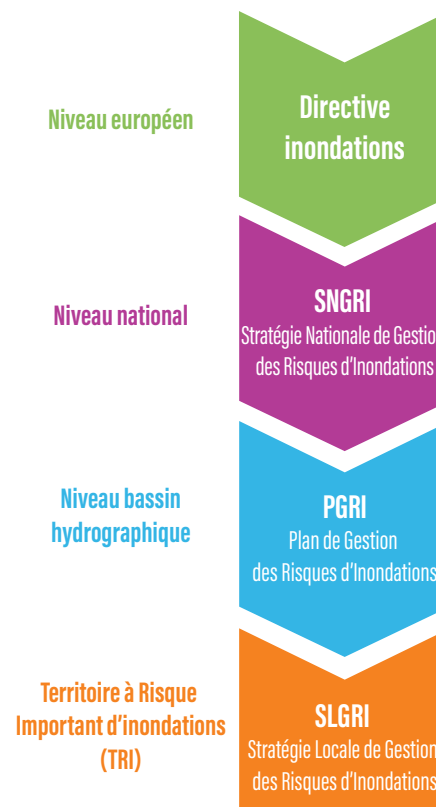 Niveau européen
Directive
inondations
Niveau national
SNGRI
Stratégie Nationale de Gestio
des Risques d'Inondations
Niveau bassin
hydrographique
PGRI
Plan de Gestion
des Risques d'Inondations
Territoire à Risque
Important d'inondations
(TRI)
SLGRI
Stratégie Locale de Gestion
des Risques d'Inondations